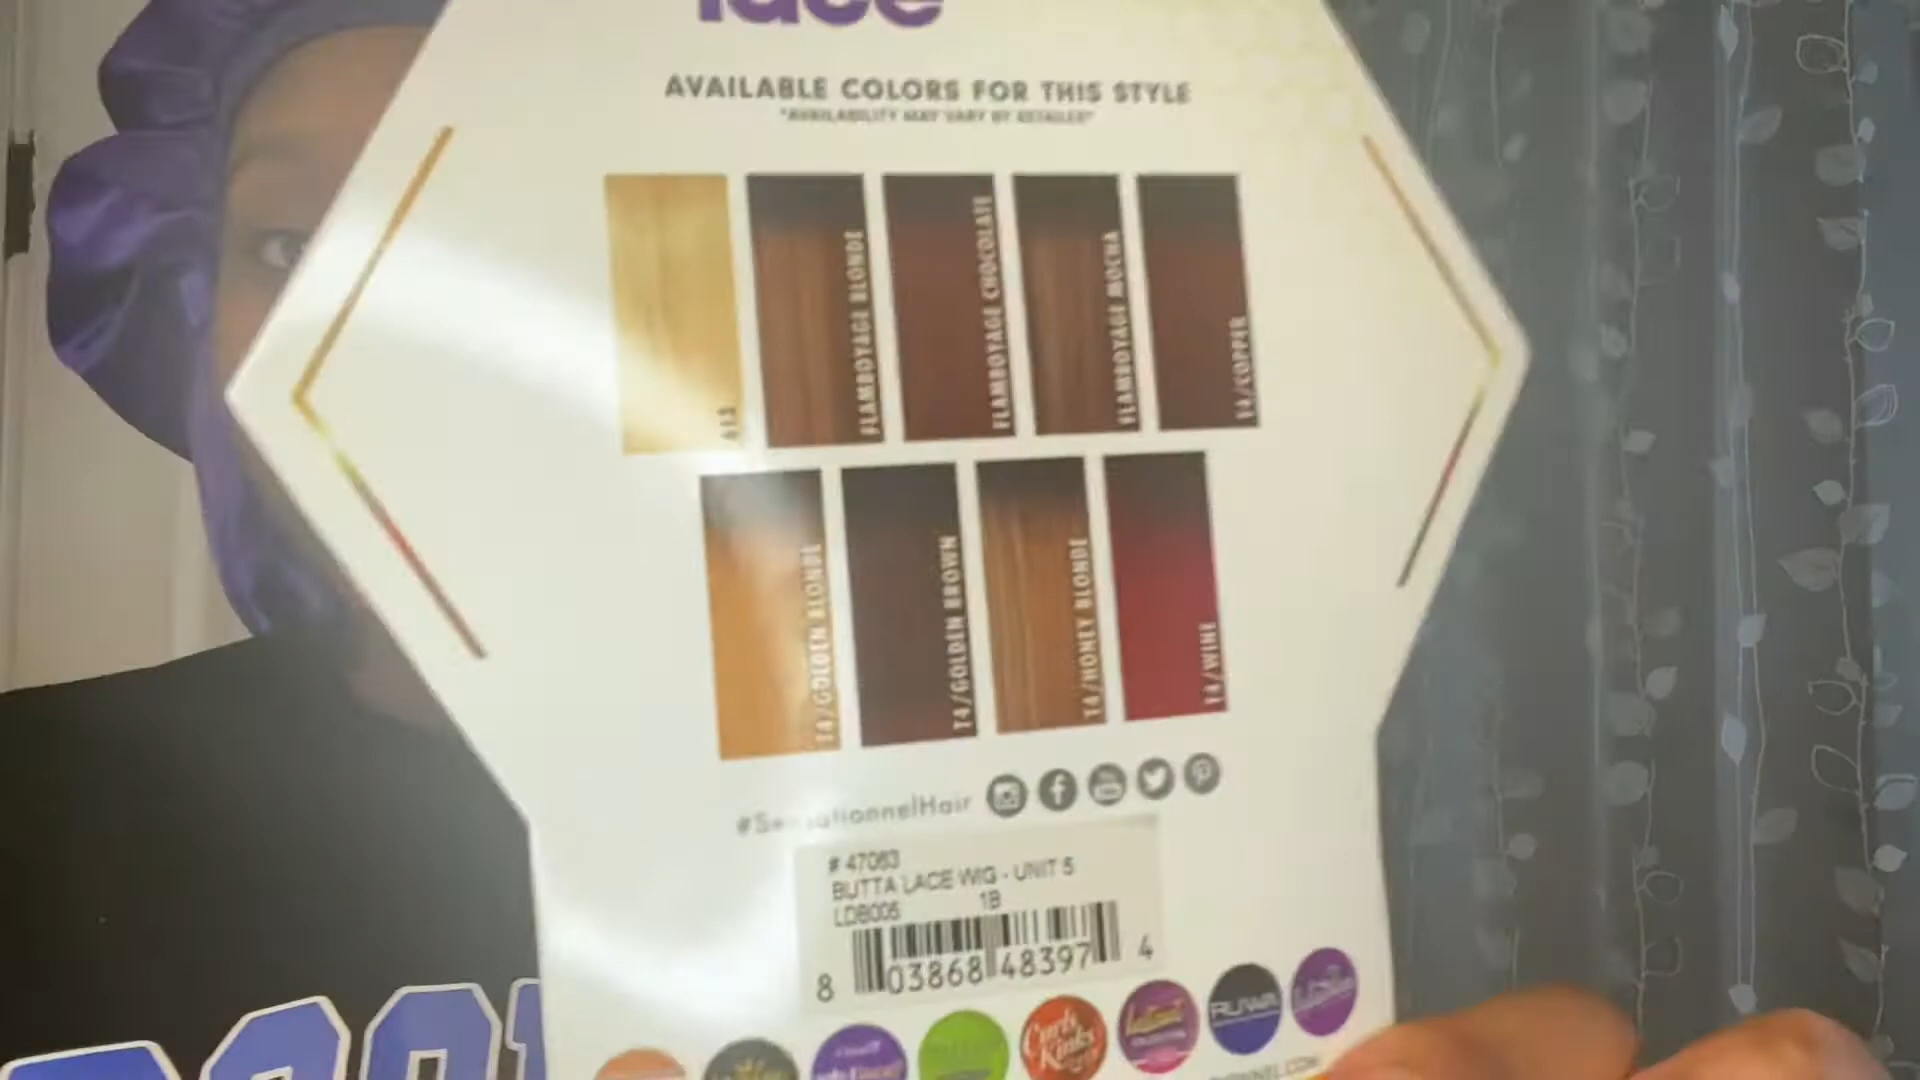 lace
AVAILABLE COLORS FOR THIS STYLE
*AVAILABILITY MAY VARY BY RETAILER*
613
FLAMBOYAGE BLONDE
FLAMBOYAGE CHOCOLATE
FLAMBOYAGE MOCHA
T4/COPPER
T4/GOLDEN BLONDE
T4/GOLDEN BROWN
T4/HONEY BLONDE
T4/WINE
#SensationnelHair
# 47063
BUTTA LACE WIG - UNIT 5
LDB005 1B
8 03868 48397 4
Curls Kinks
RUWA